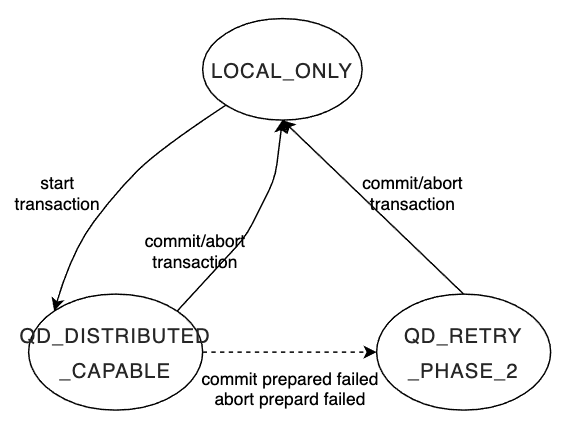 LOCAL_ONLY
start
transaction
commit/abort
transaction
commit/abort
transaction
QD_DISTRIBUTED
_CAPABLE
QD_RETRY
_PHASE_2
commit prepared failed
abort prepard failed